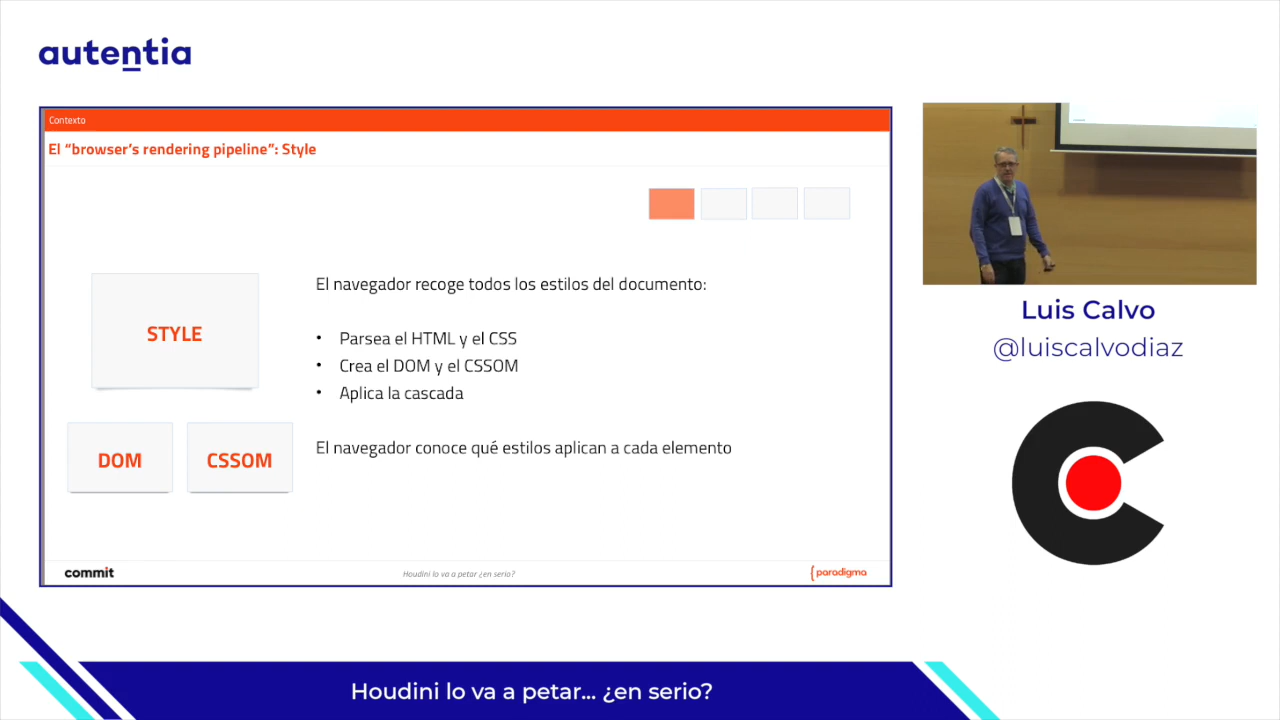 autentia
Contexto
El “browser’s rendering pipeline”: Style
STYLE
DOM
CSSOM
El navegador recoge todos los estilos del documento:
• Parsea el HTML y el CSS
• Crea el DOM y el CSSOM
• Aplica la cascada
El navegador conoce qué estilos aplican a cada elemento
commit
Houdini lo va a petar ¿en serio?
{paradigma
Luis Calvo
@luiscalvodiaz
Houdini lo va a petar... ¿en serio?